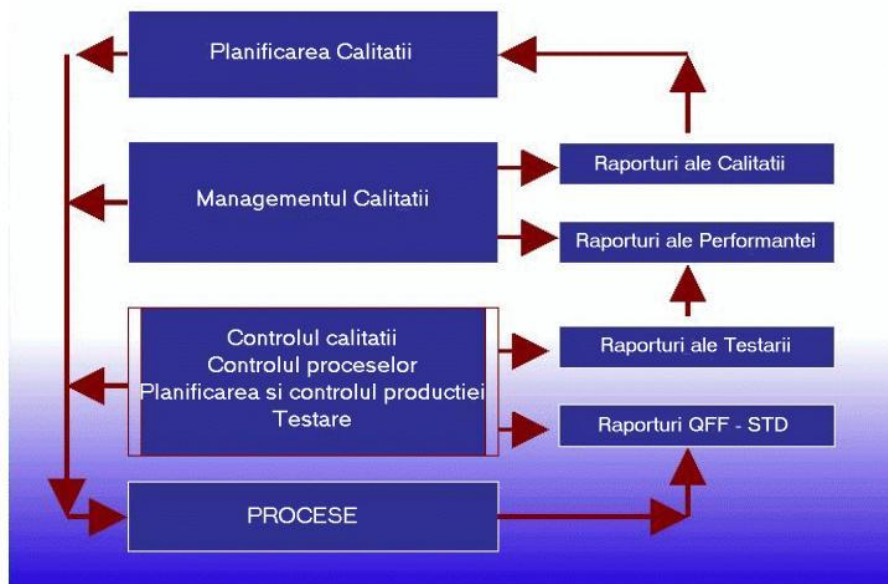 Planificarea Calitatii
Managementul Calitatii
Raporturi ale Calitatii
Raporturi ale Performantei
Controlul calitatii
Controlul proceselor
Planificarea si controlul productiei
Testare
Raporturi ale Testarii
Raporturi QFF - STD
PROCESE